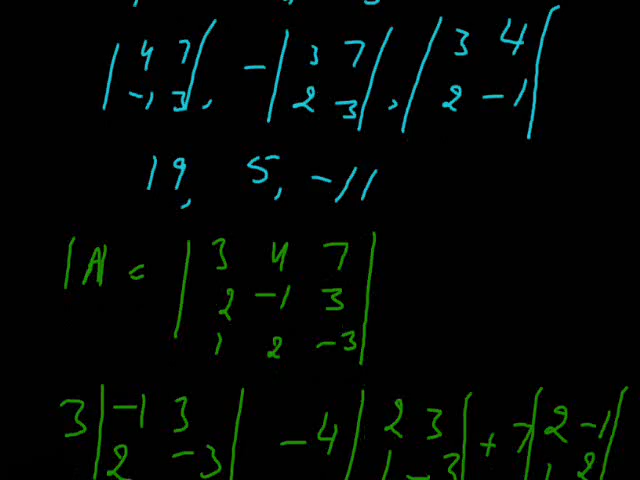 | 4 7 |, - | 3 7 |, | 3 4 |
| -1 3 | | 2 3 | | 2 -1 |
19, 5, -11
|A| = | 3 4 7 |
| 2 -1 3 |
| 1 2 -3 |
3 | -1 3 | - 4 | 2 3 | + 7 | 2 -1 |
| 2 -3 | | 1 -3 | | 1 2 |